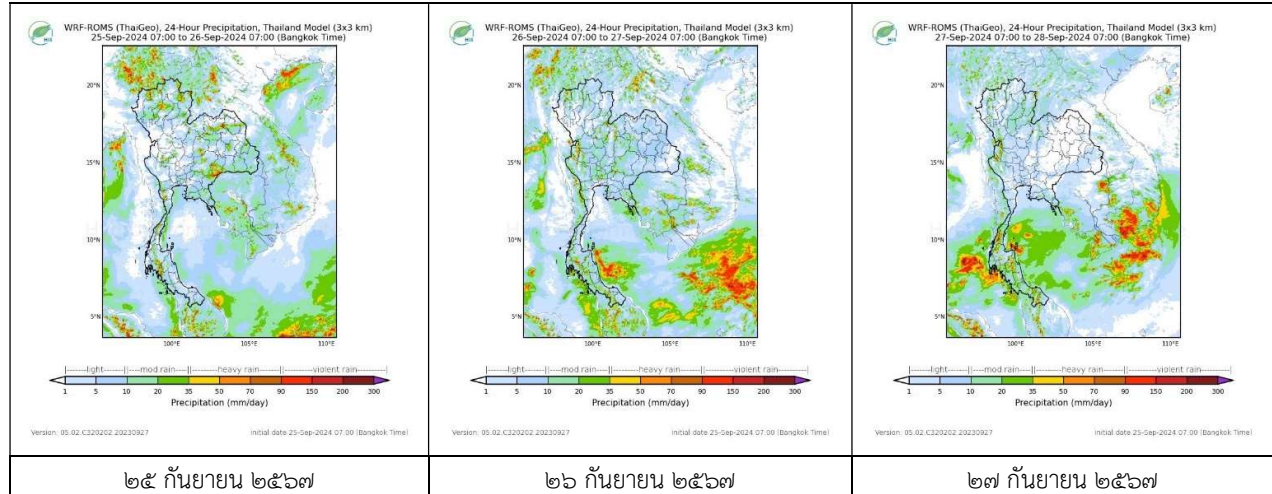 WRF-ROMS (ThaiGeo), 24-Hour Precipitation, Thailand Model (3x3 km)
25-Sep-2024 07:00 to 26-Sep-2024 07:00 (Bangkok Time)
20°N
15°N
10°N
5°N
100°E 105°E 110°E
light mod rain heavy rain violent rain
1 5 10 20 35 50 70 90 150 200 300
Precipitation (mm/day)
Version: 05.02.C320202 20230927 initial date 25-Sep-2024 07:00 (Bangkok Time)
๒๕ กันยายน ๒๕๖๗
WRF-ROMS (ThaiGeo), 24-Hour Precipitation, Thailand Model (3x3 km)
26-Sep-2024 07:00 to 27-Sep-2024 07:00 (Bangkok Time)
20°N
15°N
10°N
5°N
100°E 105°E 110°E
light mod rain heavy rain violent rain
1 5 10 20 35 50 70 90 150 200 300
Precipitation (mm/day)
Version: 05.02.C320202 20230927 initial date 25-Sep-2024 07:00 (Bangkok Time)
๒๖ กันยายน ๒๕๖๗
WRF-ROMS (ThaiGeo), 24-Hour Precipitation, Thailand Model (3x3 km)
27-Sep-2024 07:00 to 28-Sep-2024 07:00 (Bangkok Time)
20°N
15°N
10°N
5°N
100°E 105°E 110°E
light mod rain heavy rain violent rain
1 5 10 20 35 50 70 90 150 200 300
Precipitation (mm/day)
Version: 05.02.C320202 20230927 initial date 25-Sep-2024 07:00 (Bangkok Time)
๒๗ กันยายน ๒๕๖๗